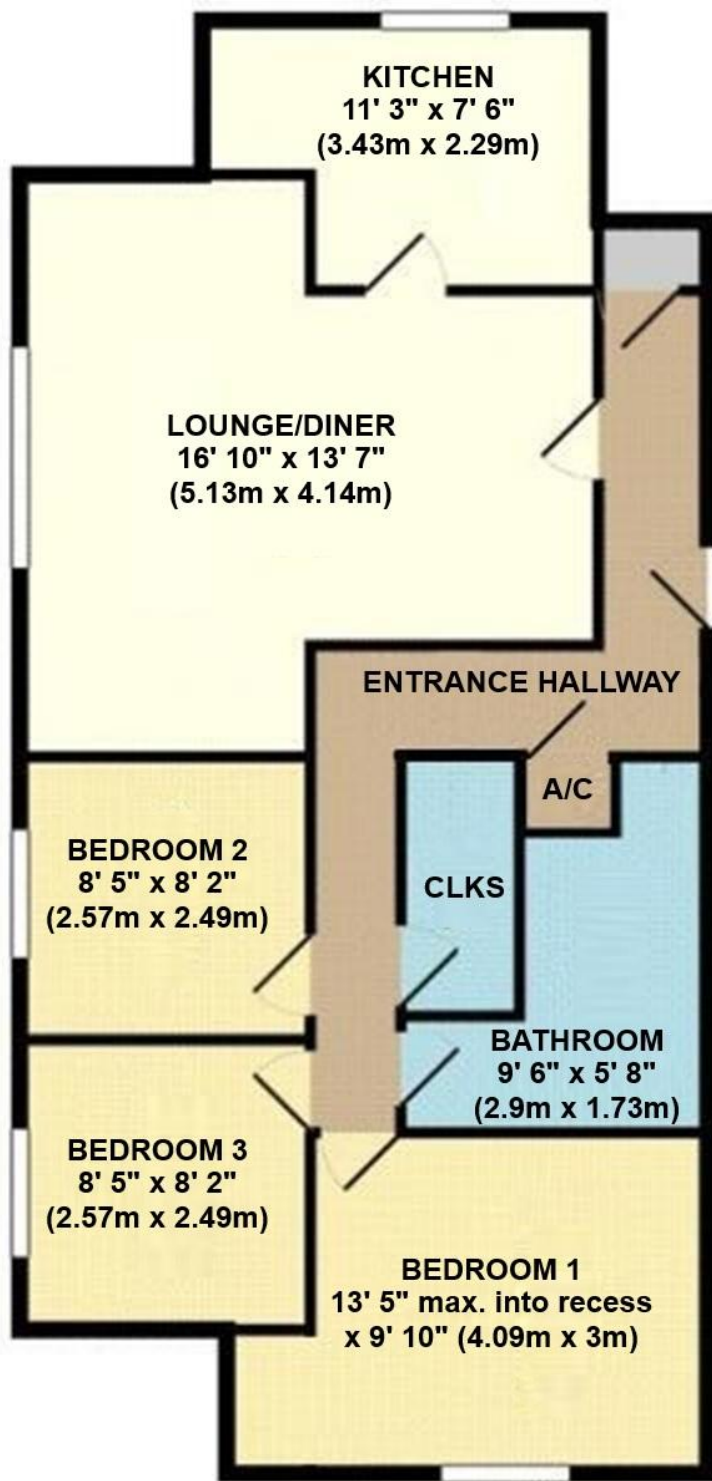 KITCHEN
11' 3" x 7' 6"
(3.43m x 2.29m)
LOUNGE/DINER
16' 10" x 13' 7"
(5.13m x 4.14m)
ENTRANCE HALLWAY
A/C
BEDROOM 2
8' 5" x 8' 2"
(2.57m x 2.49m)
CLKS
BATHROOM
9' 6" x 5' 8"
(2.9m x 1.73m)
BEDROOM 3
8' 5" x 8' 2"
(2.57m x 2.49m)
BEDROOM 1
13' 5" max. into recess
x 9' 10" (4.09m x 3m)